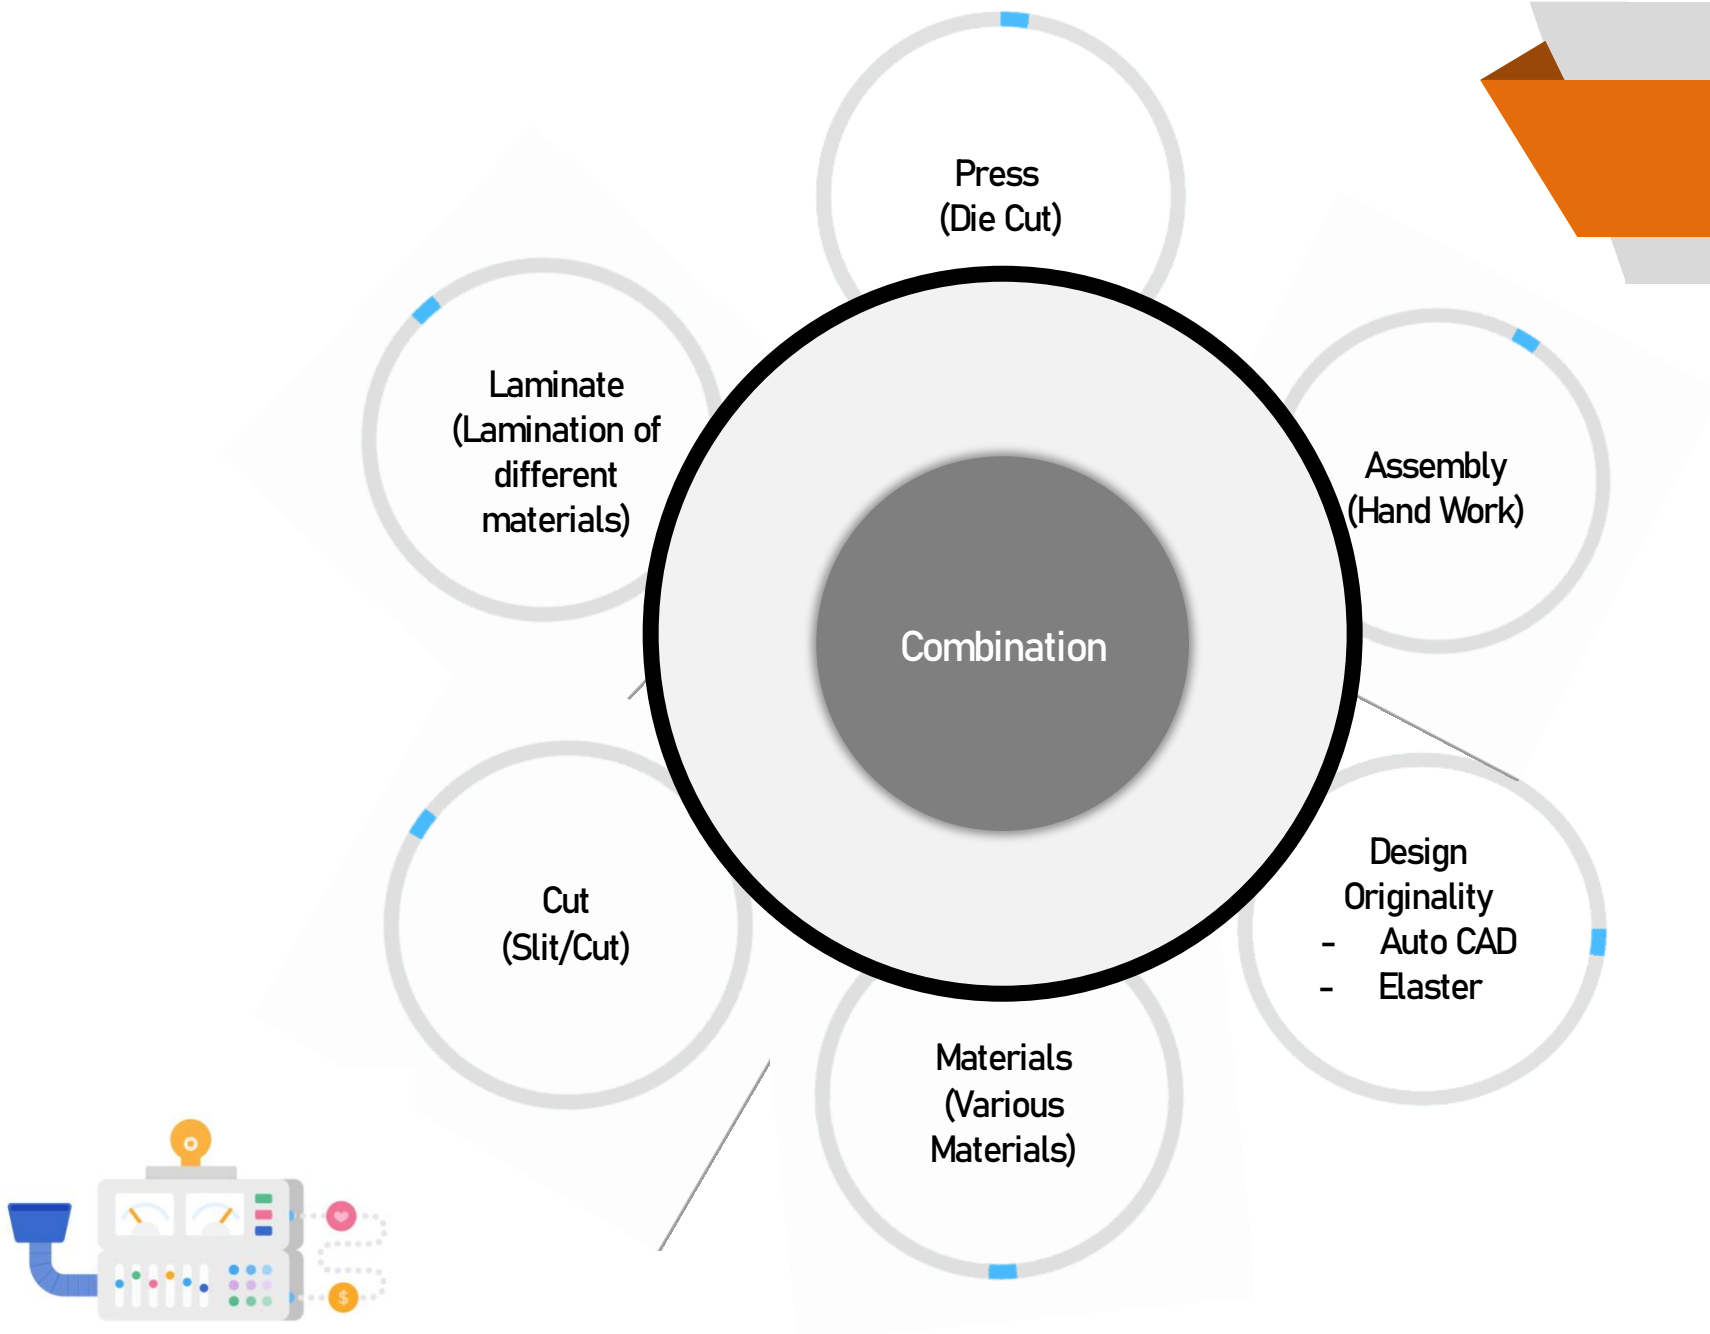 Press
(Die Cut)
Laminate
(Lamination of
different
materials)
Assembly
(Hand Work)
Combination
Design
Originality
- Auto CAD
- Elaster
Cut
(Slit/Cut)
Materials
(Various
Materials)
$